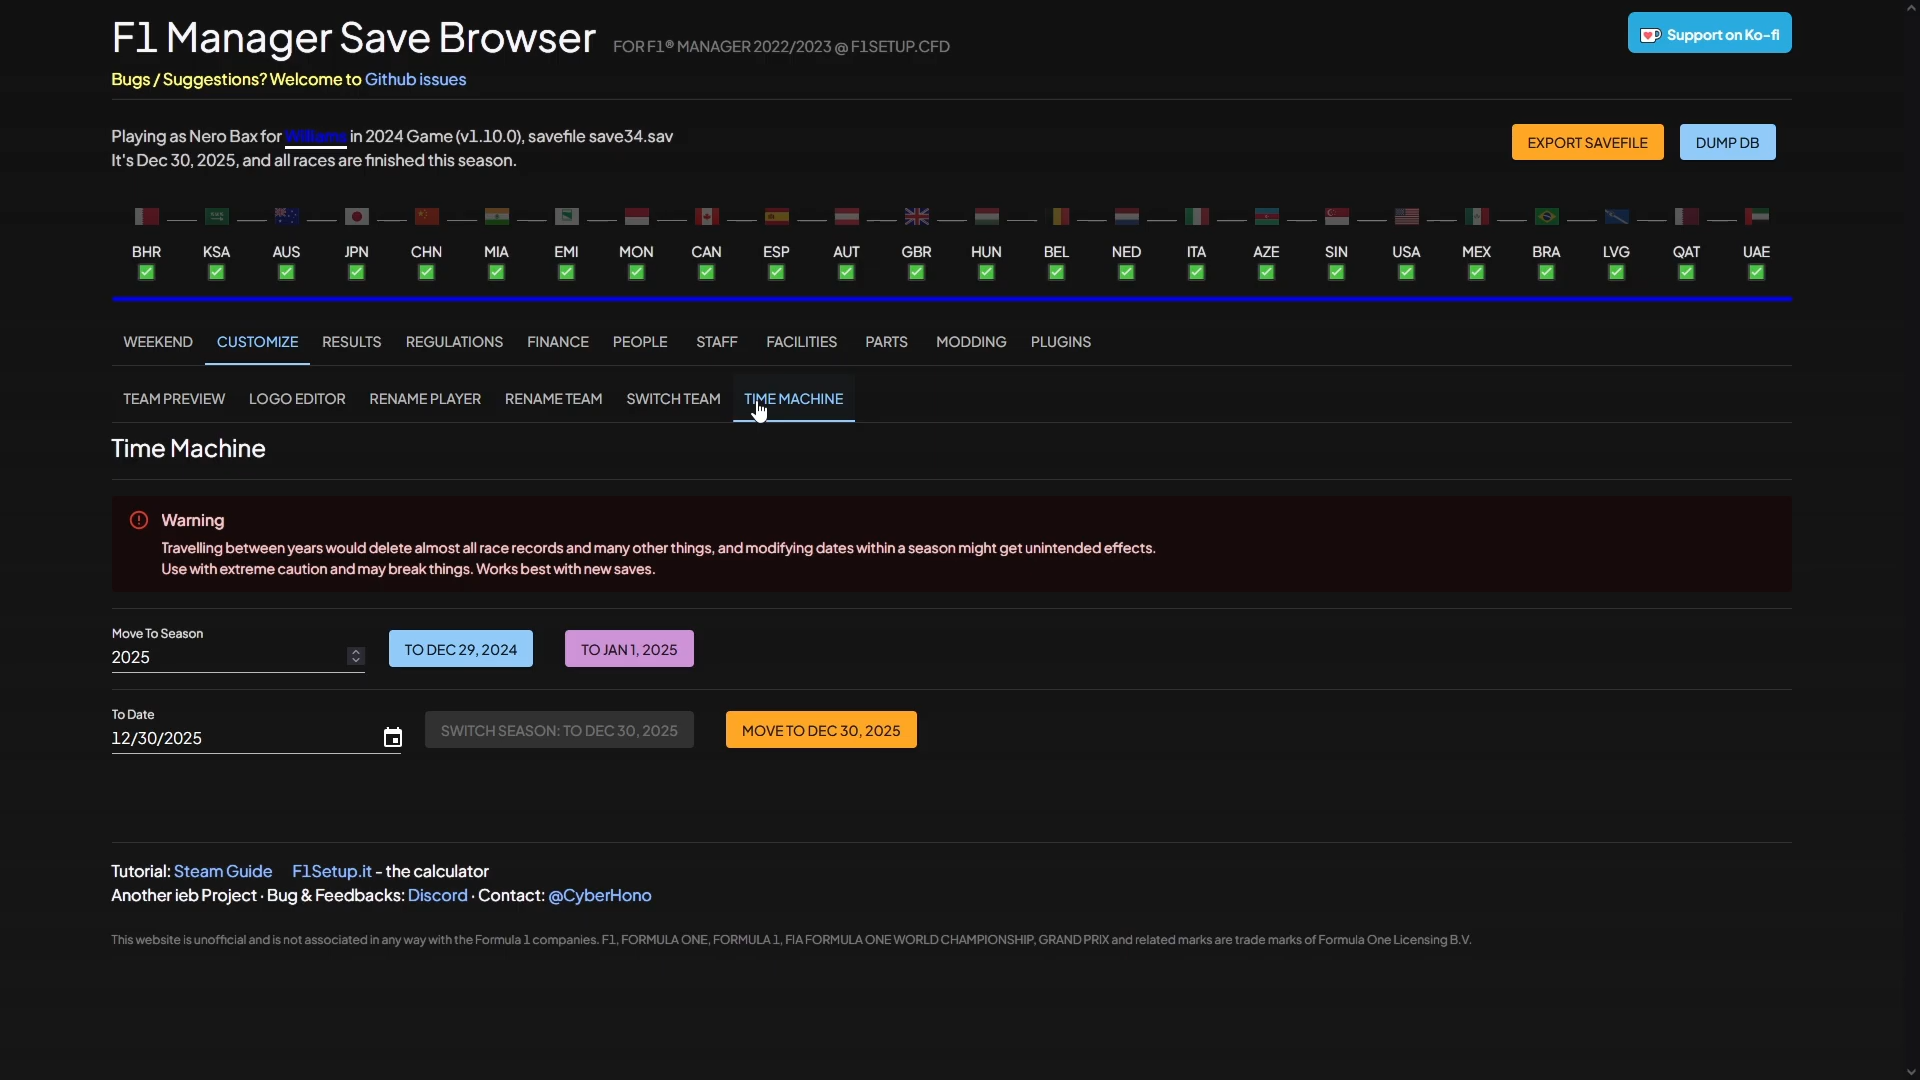 F1 Manager Save Browser FOR F1® MANAGER 2022/2023 @ F1SETUP.CFD
Support on Ko-fi
Bugs / Suggestions? Welcome to Github issues
Playing as Nero Bax for Williams in 2024 Game (v1.10.0), savefile save34.sav
It's Dec 30, 2025, and all races are finished this season.
EXPORT SAVEFILE DUMP DB
BHR KSA AUS JPN CHN MIA EMI MON CAN ESP AUT GBR HUN BEL NED ITA AZE SIN USA MEX BRA LVG QAT UAE
WEEKEND CUSTOMIZE RESULTS REGULATIONS FINANCE PEOPLE STAFF FACILITIES PARTS MODDING PLUGINS
TEAM PREVIEW LOGO EDITOR RENAME PLAYER RENAME TEAM SWITCH TEAM TIME MACHINE
Time Machine
Warning
Travelling between years would delete almost all race records and many other things, and modifying dates within a season might get unintended effects.
Use with extreme caution and may break things. Works best with new saves.
Move To Season
2025 TO DEC 29, 2024 TO JAN 1, 2025
To Date
12/30/2025 SWITCH SEASON: TO DEC 30, 2025 MOVE TO DEC 30, 2025
Tutorial: Steam Guide F1Setup.it - the calculator
Another ieb Project · Bug & Feedbacks: Discord · Contact: @CyberHono
This website is unofficial and is not associated in any way with the Formula 1 companies. F1, FORMULA ONE, FORMULA 1, FIA FORMULA ONE WORLD CHAMPIONSHIP, GRAND PRIX and related marks are trade marks of Formula One Licensing B.V.